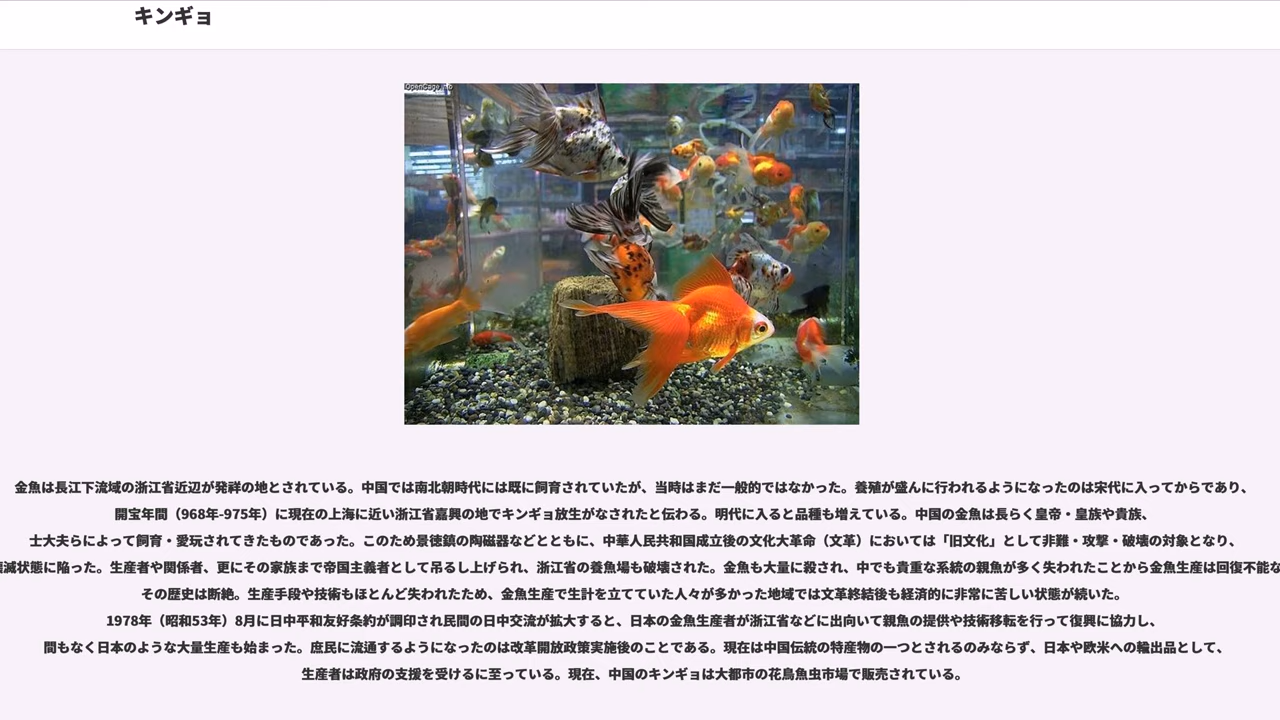 キンギョ
OpenCage
金魚は長江下流域の浙江省近辺が発祥の地とされている。中国では南北朝時代には既に飼育されていたが、当時はまだ一般的ではなかった。養殖が盛んに行われるようになったのは宋代に入ってからであり、
開宝年間（968年-975年）に現在の上海に近い浙江省嘉興の地でキンギョ放生がなされたと伝わる。明代に入ると品種も増えている。中国の金魚は長らく皇帝・皇族や貴族、
士大夫らによって飼育・愛玩されてきたものであった。このため景徳鎮の陶磁器などとともに、中華人民共和国成立後の文化大革命（文革）においては「旧文化」として非難・攻撃・破壊の対象となり、
滅状態に陥った。生産者や関係者、更にその家族まで帝国主義者として吊るし上げられ、浙江省の養魚場も破壊された。金魚も大量に殺され、中でも貴重な系統の親魚が多く失われたことから金魚生産は回復不能な
その歴史は断絶。生産手段や技術もほとんど失われたため、金魚生産で生計を立てていた人々が多かった地域では文革終結後も経済的に非常に苦しい状態が続いた。
1978年（昭和53年）8月に日中平和友好条約が調印され民間の日中交流が拡大すると、日本の金魚生産者が浙江省などに出向いて親魚の提供や技術移転を行って復興に協力し、
間もなく日本のような大量生産も始まった。庶民に流通するようになったのは改革開放政策実施後のことである。現在は中国伝統の特産物の一つとされるのみならず、日本や欧米への輸出品として、
生産者は政府の支援を受けるに至っている。現在、中国のキンギョは大都市の花鳥魚虫市場で販売されている。